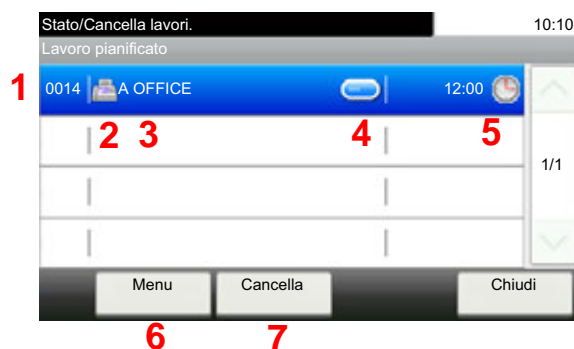 Stato/Cancella lavori. 10:10
Lavoro pianificato
1 0014 A OFFICE 12:00
2 3 4 5
1/1
Menu Cancella Chiudi
6 7